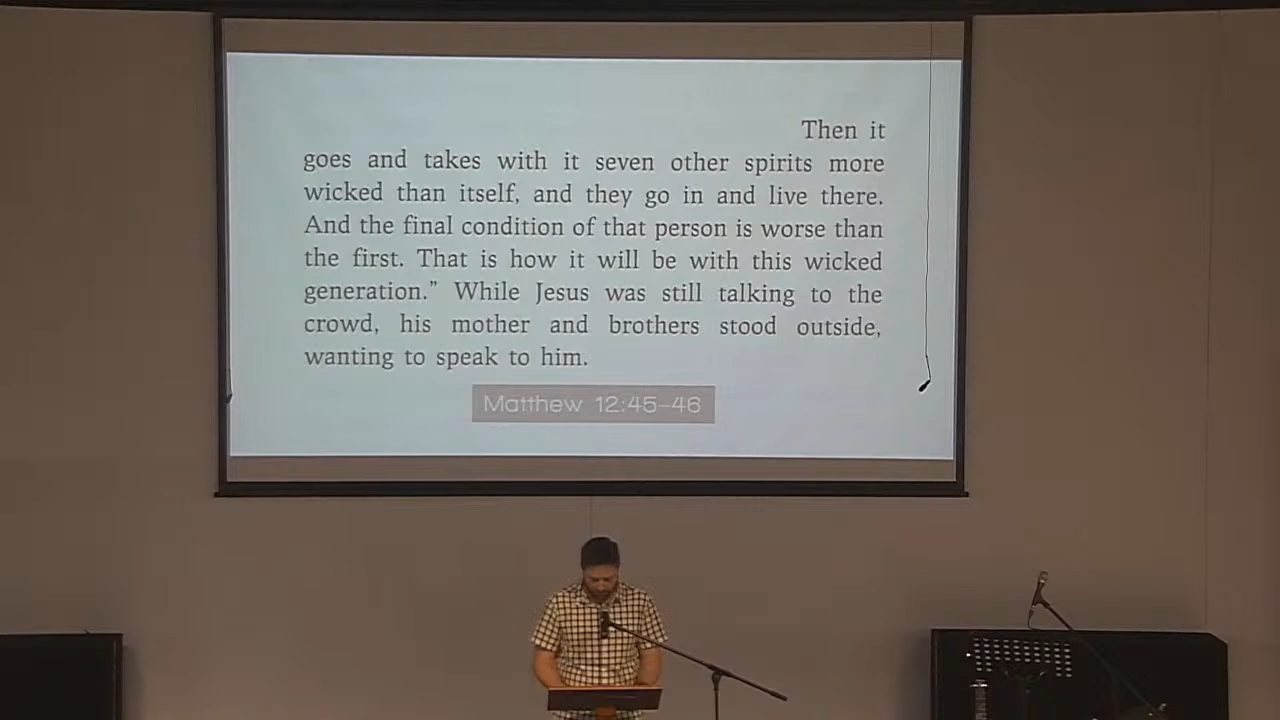 Then it
goes and takes with it seven other spirits more
wicked than itself, and they go in and live there.
And the final condition of that person is worse than
the first. That is how it will be with this wicked
generation.” While Jesus was still talking to the
crowd, his mother and brothers stood outside,
wanting to speak to him.
Matthew 12:45–46